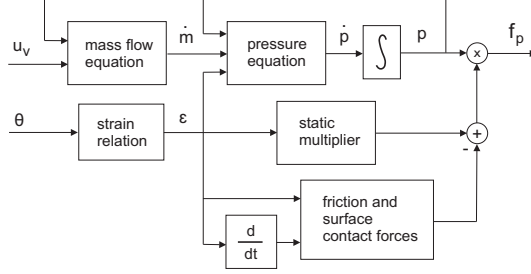 u_v
mass flow
equation
ṁ
pressure
equation
ṗ
∫
p
x
f_p
θ
strain
relation
ε
static
multiplier
+
-
friction and
surface
contact forces
d
dt